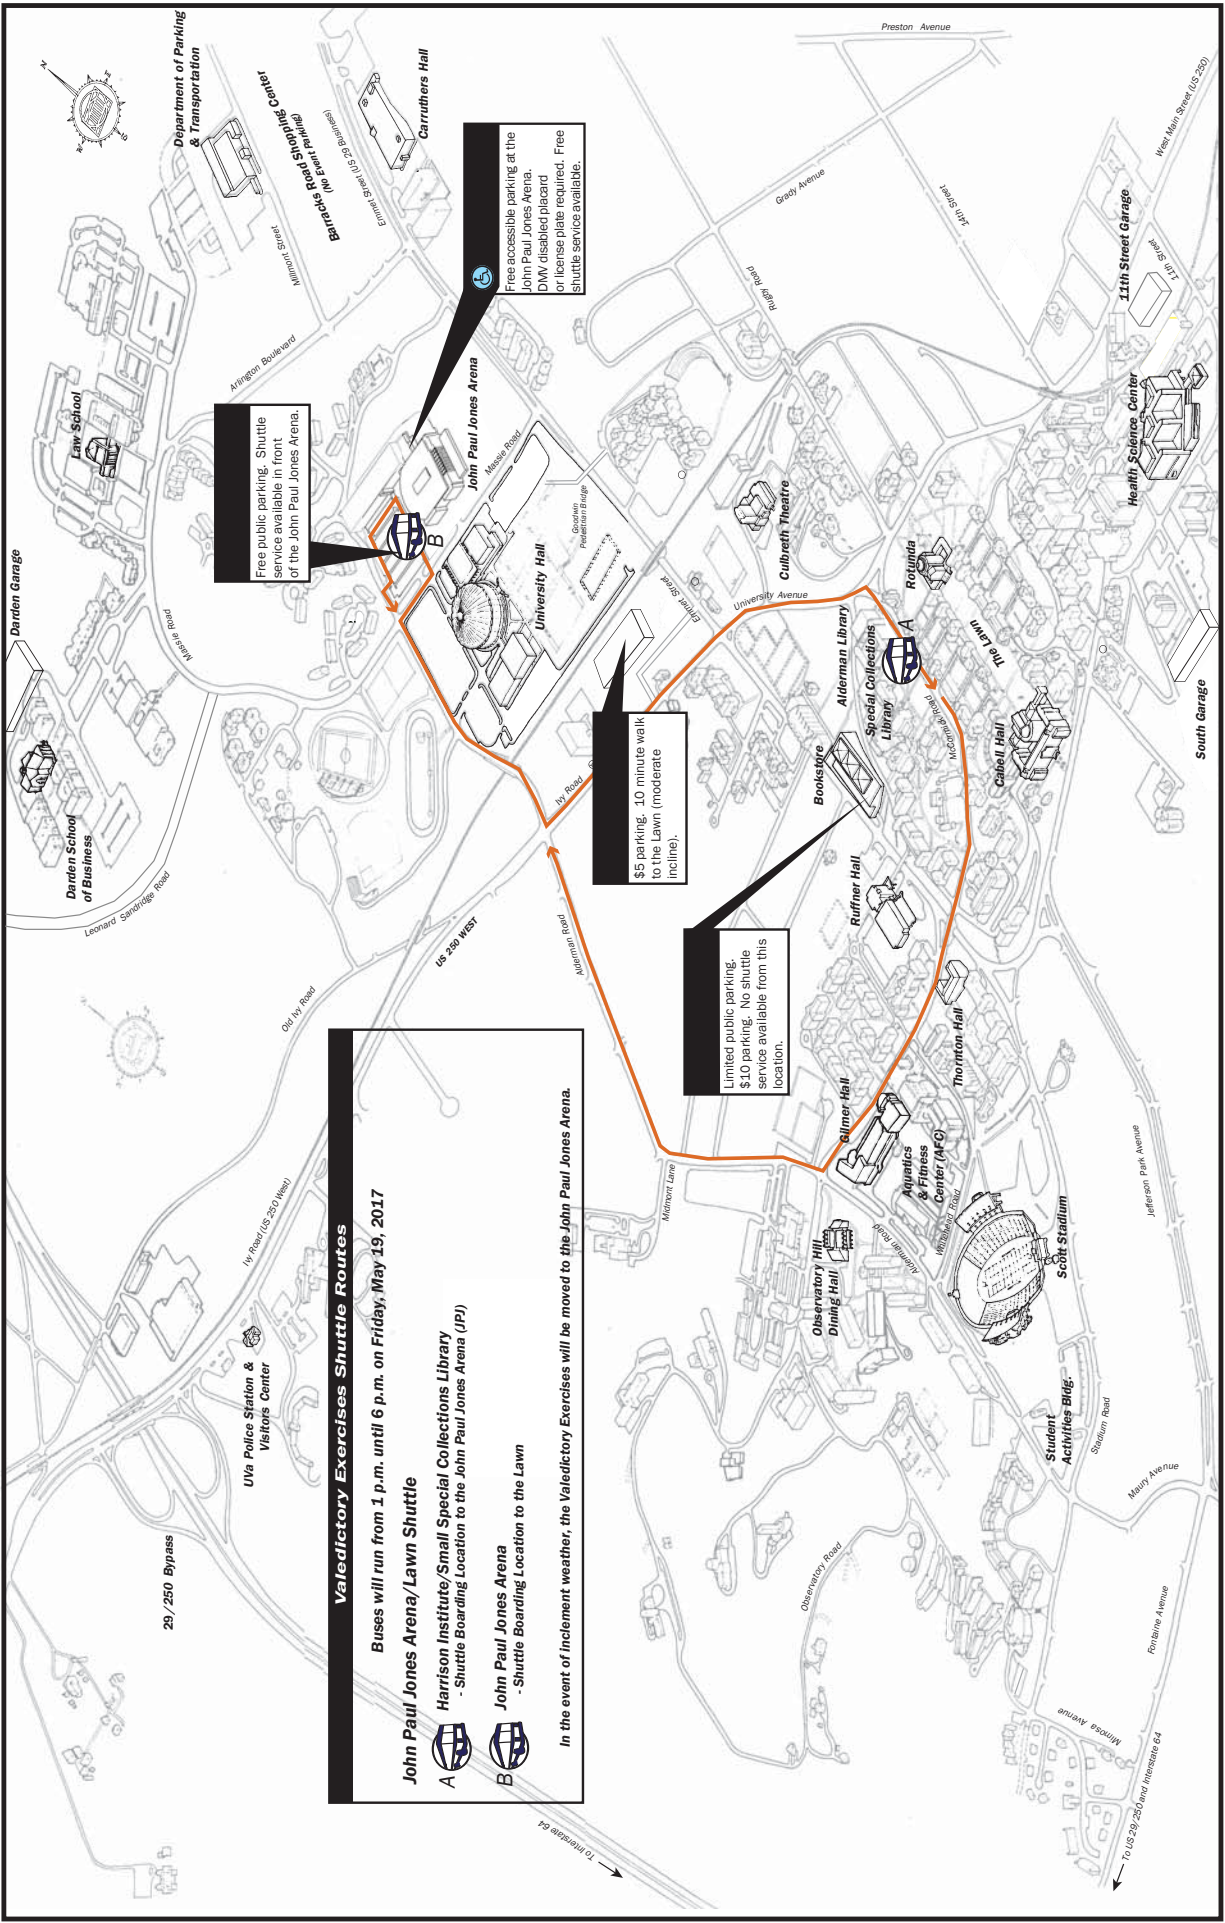 Valedictory Exercises Shuttle Routes
Buses will run from 1 p.m. until 6 p.m. on Friday, May 19, 2017
John Paul Jones Arena/Lawn Shuttle
A
Harrison Institute/Small Special Collections Library
- Shuttle Boarding Location to the John Paul Jones Arena (JPJ)
B
John Paul Jones Arena
- Shuttle Boarding Location to the Lawn
In the event of inclement weather, the Valedictory Exercises will be moved to the John Paul Jones Arena.
Free public parking. Shuttle
service available in front
of the John Paul Jones Arena.
Free accessible parking at the
John Paul Jones Arena.
DMV disabled placard
or license plate required. Free
shuttle service available.
$5 parking. 10 minute walk
to the Lawn (moderate
incline).
Limited public parking.
$10 parking. No shuttle
service available from this
location.
Darden Garage
Darden School
of Business
Law School
Department of Parking
& Transportation
Barracks Road Shopping Center
(No Event Parking)
Emmet Street (US 29 Business)
Carruthers Hall
Millmont Street
Arlington Boulevard
Massie Road
Leonard Sandridge Road
John Paul Jones Arena
Massie Road
B
University Hall
Goodwin
Pedestrian Bridge
Emmet Street
Ivy Road
University Avenue
Preston Avenue
Grady Avenue
14th Street
Rugby Road
West Main Street (US 250)
11th Street Garage
11th Street
Health Science Center
Culbreth Theatre
Rotunda
The Lawn
Alderman Library
Special Collections
Library
A
McCormick Road
Cabell Hall
South Garage
Bookstore
Ruffner Hall
Thornton Hall
Gilmer Hall
Aquatics
& Fitness
Center (AFC)
Whitehead Road
Alderman Road
Scott Stadium
Observatory Hill
Dining Hall
Midmont Lane
Alderman Road
US 250 WEST
Old Ivy Road
Ivy Road (US 250 West)
UVa Police Station &
Visitors Center
29/250 Bypass
To Interstate 64
Student
Activities Bldg.
Stadium Road
Maury Avenue
Jefferson Park Avenue
Observatory Road
Fontaine Avenue
Mimosa Avenue
To US 29/250 and Interstate 64
N